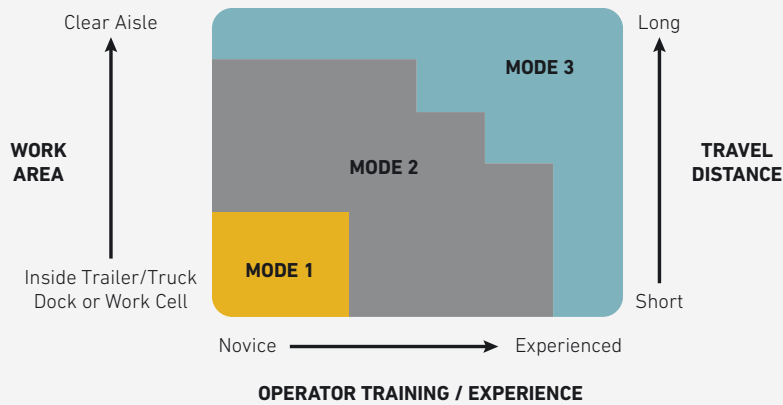 Clear Aisle
Long
MODE 3
WORK
AREA
MODE 2
TRAVEL
DISTANCE
MODE 1
Inside Trailer/Truck
Dock or Work Cell
Short
Novice
Experienced
OPERATOR TRAINING / EXPERIENCE